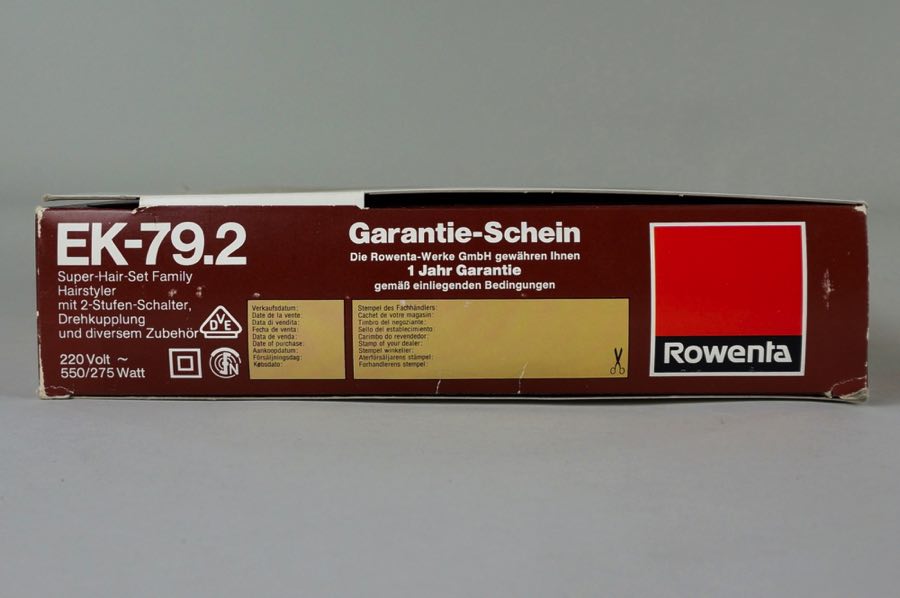 EK-79.2
Super-Hair-Set Family
Hairstyler
mit 2-Stufen-Schalter,
Drehkupplung
und diversem Zubehör
220 Volt ~
550/275 Watt
DVE
Garantie-Schein
Die Rowenta-Werke GmbH gewähren Ihnen
1 Jahr Garantie
gemäß einliegenden Bedingungen
Verkaufsdatum:
Date de la vente:
Data di vendita:
Fecha de venta:
Data de venda:
Date of purchase:
Aankoopdatum:
Försäljningsdag:
Købsdato:
Stempel des Fachhändlers:
Cachet de votre magasin:
Timbro del negoziante:
Sello del establecimiento:
Carimbo do revendedor:
Stamp of your dealer:
Stempel winkelier:
Aterförsäljarens stämpel:
Forhandlerens stempel:
Rowenta